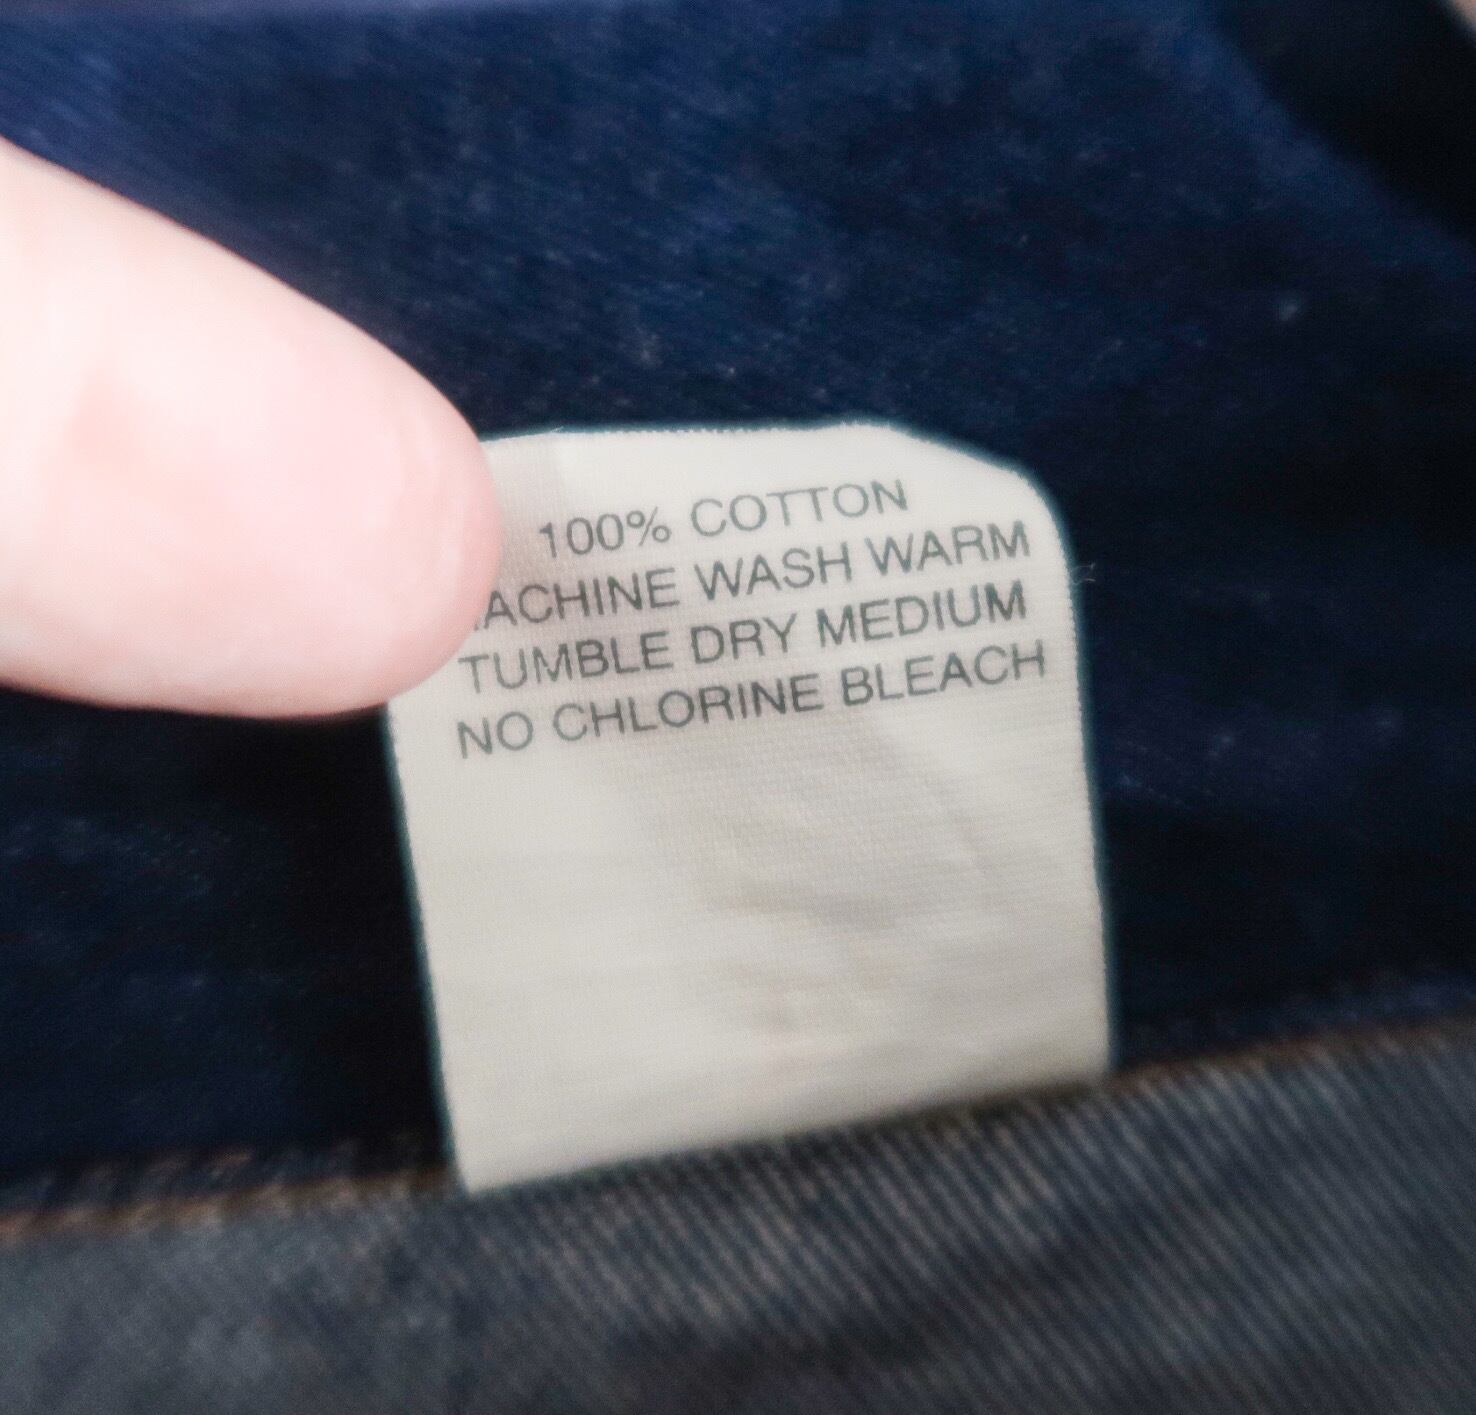 100% COTTON
ACHINE WASH WARM
TUMBLE DRY MEDIUM
NO CHLORINE BLEACH